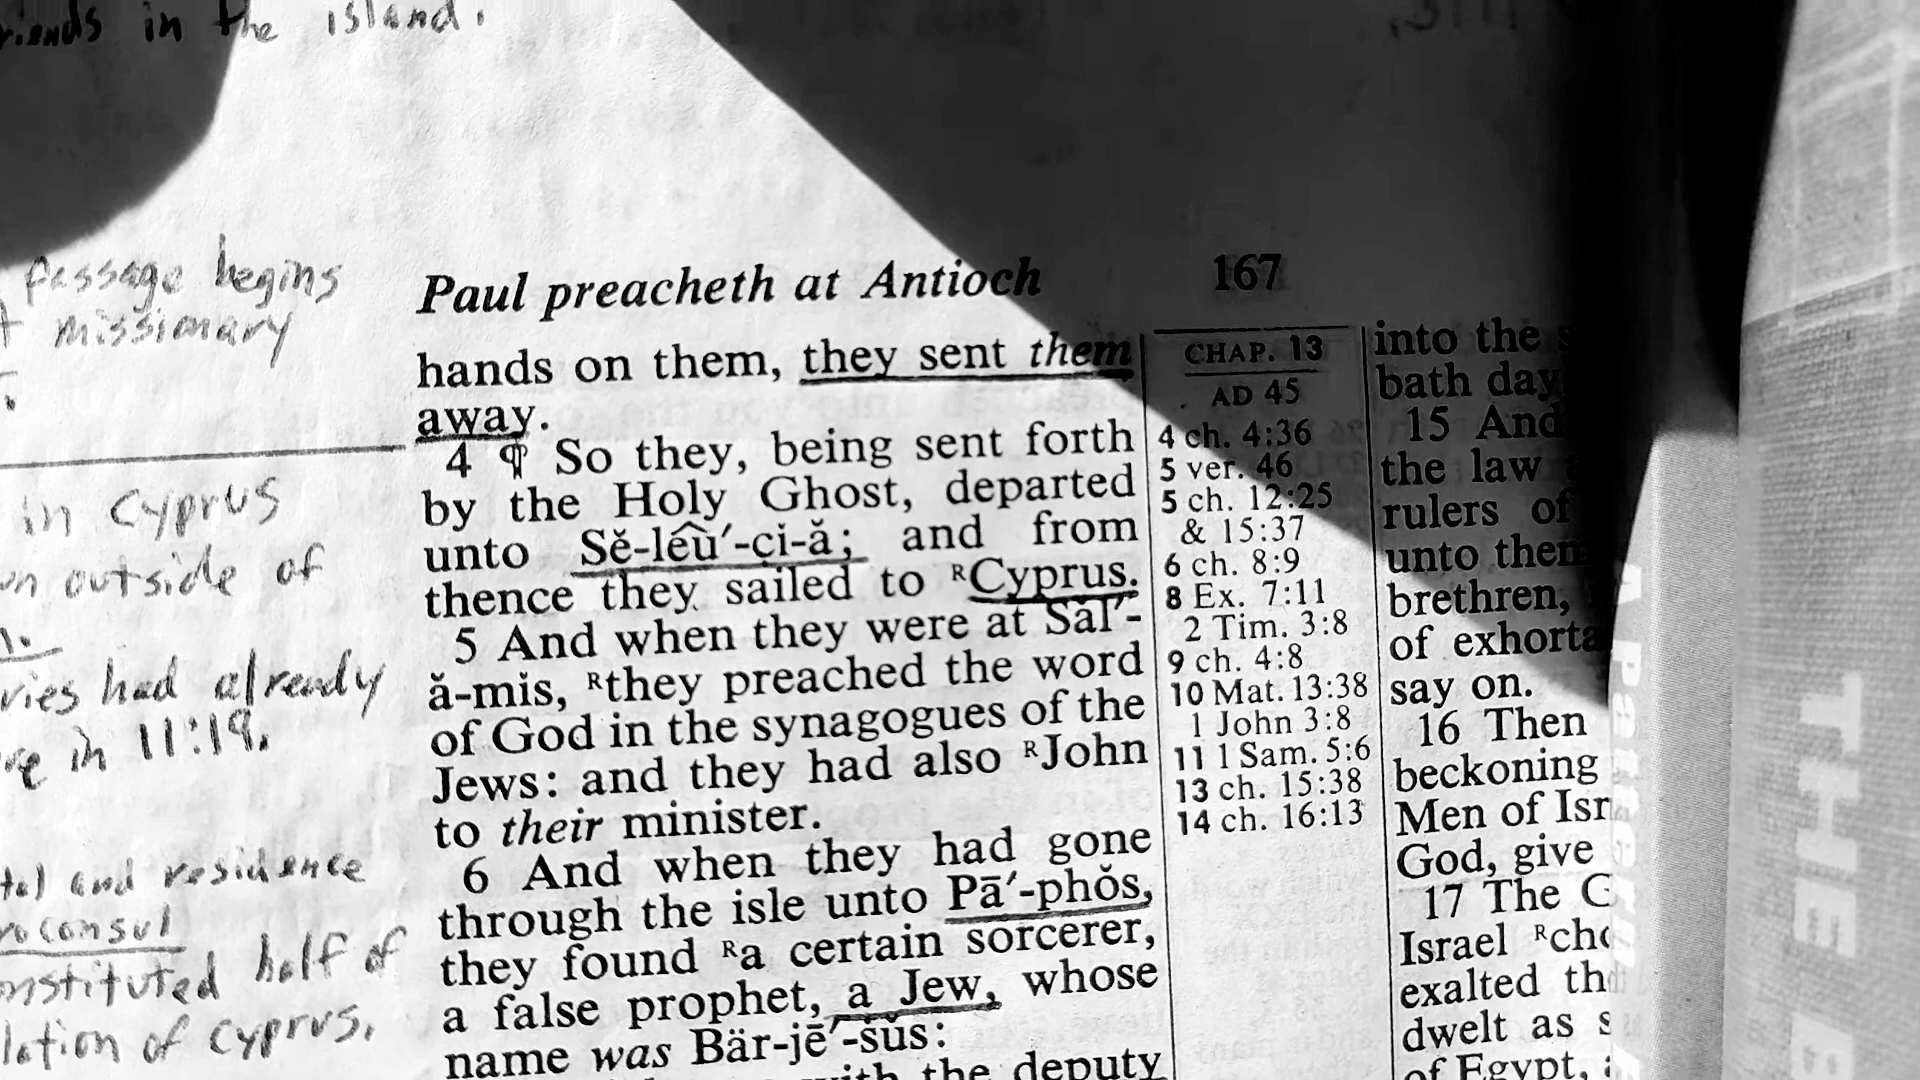 in the island.
passage begins
missionary
in Cyprus
outside of
had already
in 11:19.
and residence
half of
of Cyprus.
Paul preacheth at Antioch
167
hands on them, they sent them
away.
4 ¶ So they, being sent forth
by the Holy Ghost, departed
unto Sĕ-leû′-çi-ă; and from
thence they sailed to ᴿCyprus.
5 And when they were at Săl′-
ă-mĭs, ᴿthey preached the word
of God in the synagogues of the
Jews: and they had also ᴿJohn
to their minister.
6 And when they had gone
through the isle unto Pā′-phŏs,
they found ᴿa certain sorcerer,
a false prophet, a Jew, whose
name was Bär-jē′-ṡŭs:
with the deputy
CHAP. 13
AD 45
4 ch. 4:36
5 ver. 46
5 ch. 12:25
& 15:37
6 ch. 8:9
8 Ex. 7:11
2 Tim. 3:8
9 ch. 4:8
10 Mat. 13:38
1 John 3:8
11 1 Sam. 5:6
13 ch. 15:38
14 ch. 16:13
into the
bath day
15 And
the law
rulers of
unto them
brethren,
of exhorta
say on.
16 Then
beckoning
Men of Isr
God, give
17 The
Israel ᴿcho
exalted th
dwelt as s
of Egypt,
A Pattern
THE B